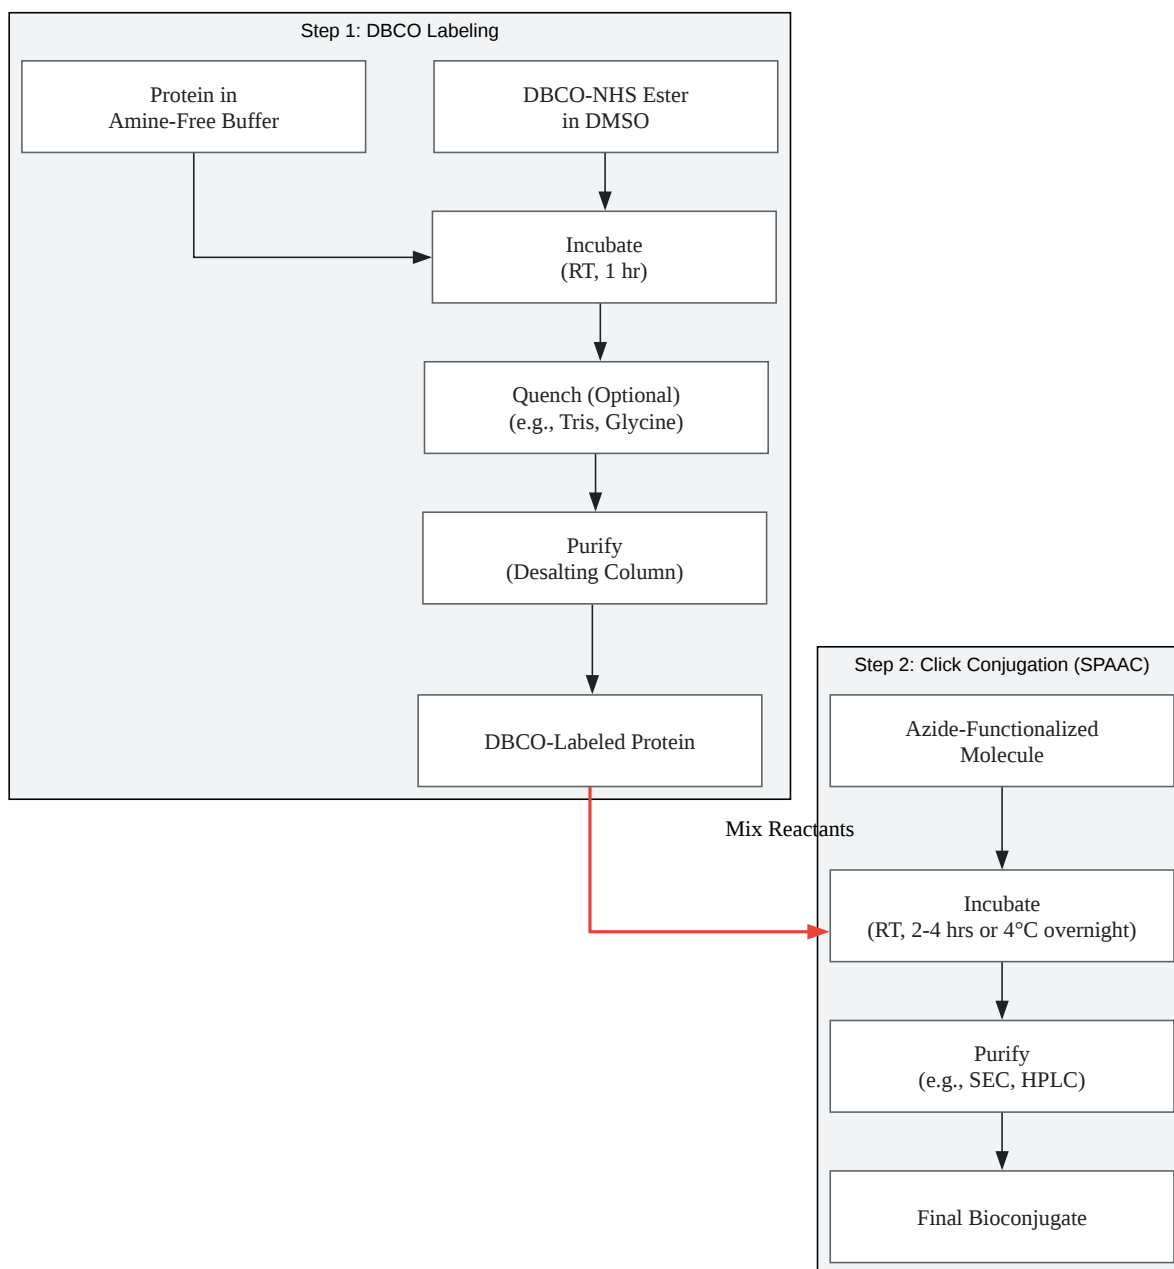 Step 1: DBCO Labeling
Protein in
Amine-Free Buffer
DBCO-NHS Ester
in DMSO
Incubate
(RT, 1 hr)
Quench (Optional)
(e.g., Tris, Glycine)
Purify
(Desalting Column)
DBCO-Labeled Protein
Mix Reactants
Step 2: Click Conjugation (SPAAC)
Azide-Functionalized
Molecule
Incubate
(RT, 2-4 hrs or 4°C overnight)
Purify
(e.g., SEC, HPLC)
Final Bioconjugate